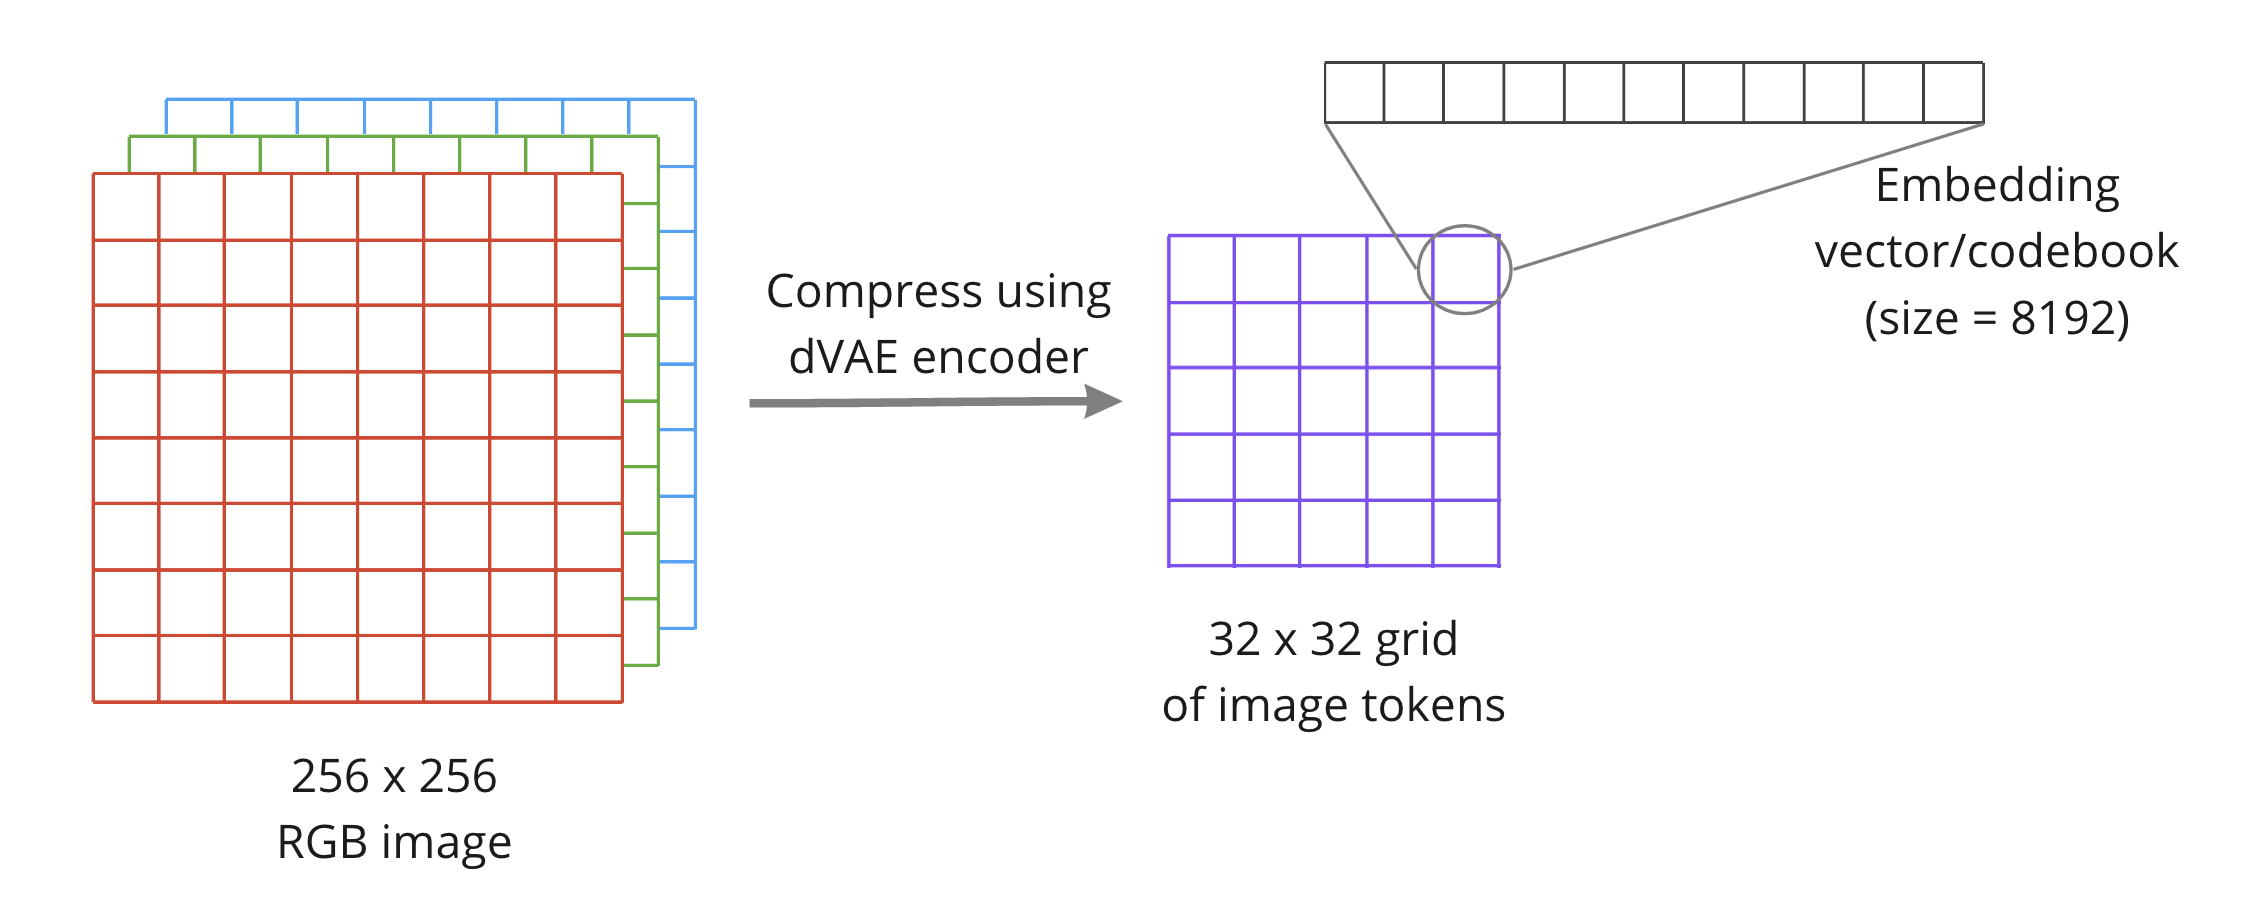 256 x 256
RGB image
Compress using
dVAE encoder
32 x 32 grid
of image tokens
Embedding
vector/codebook
(size = 8192)